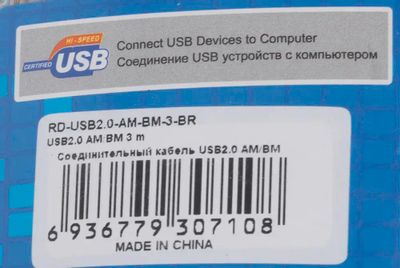 HI-SPEED
CERTIFIED USB
Connect USB Devices to Computer
Соединение USB устройств с компьютером
RD-USB2.0-AM-BM-3-BR
USB2.0 AM/BM 3 m
Соединительный кабель USB2.0 AM/BM
6 936779 307108
MADE IN CHINA